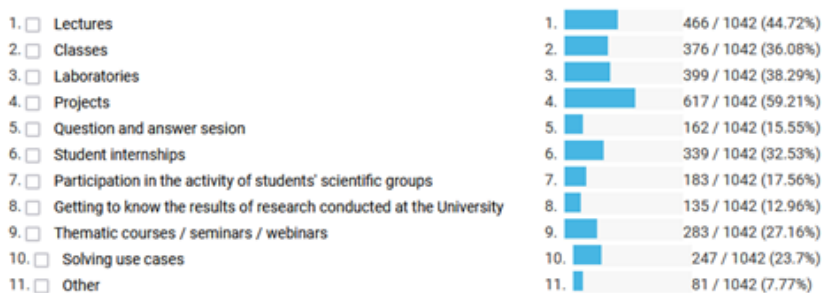 1. Lectures 1. 466 / 1042 (44.72%)
2. Classes 2. 376 / 1042 (36.08%)
3. Laboratories 3. 399 / 1042 (38.29%)
4. Projects 4. 617 / 1042 (59.21%)
5. Question and answer sesion 5. 162 / 1042 (15.55%)
6. Student internships 6. 339 / 1042 (32.53%)
7. Participation in the activity of students' scientific groups 7. 183 / 1042 (17.56%)
8. Getting to know the results of research conducted at the University 8. 135 / 1042 (12.96%)
9. Thematic courses / seminars / webinars 9. 283 / 1042 (27.16%)
10. Solving use cases 10. 247 / 1042 (23.7%)
11. Other 11. 81 / 1042 (7.77%)